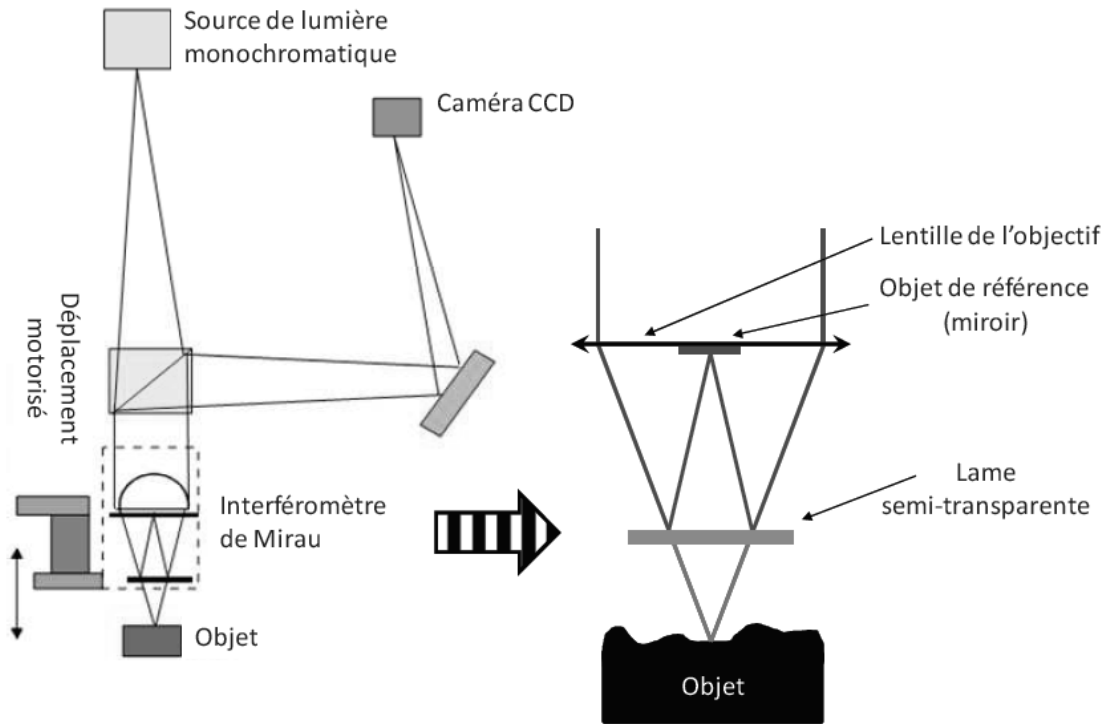 Source de lumière
monochromatique
Caméra CCD
Déplacement
motorisé
Interféromètre
de Mirau
Objet
Lentille de l'objectif
Objet de référence
(miroir)
Lame
semi-transparente
Objet